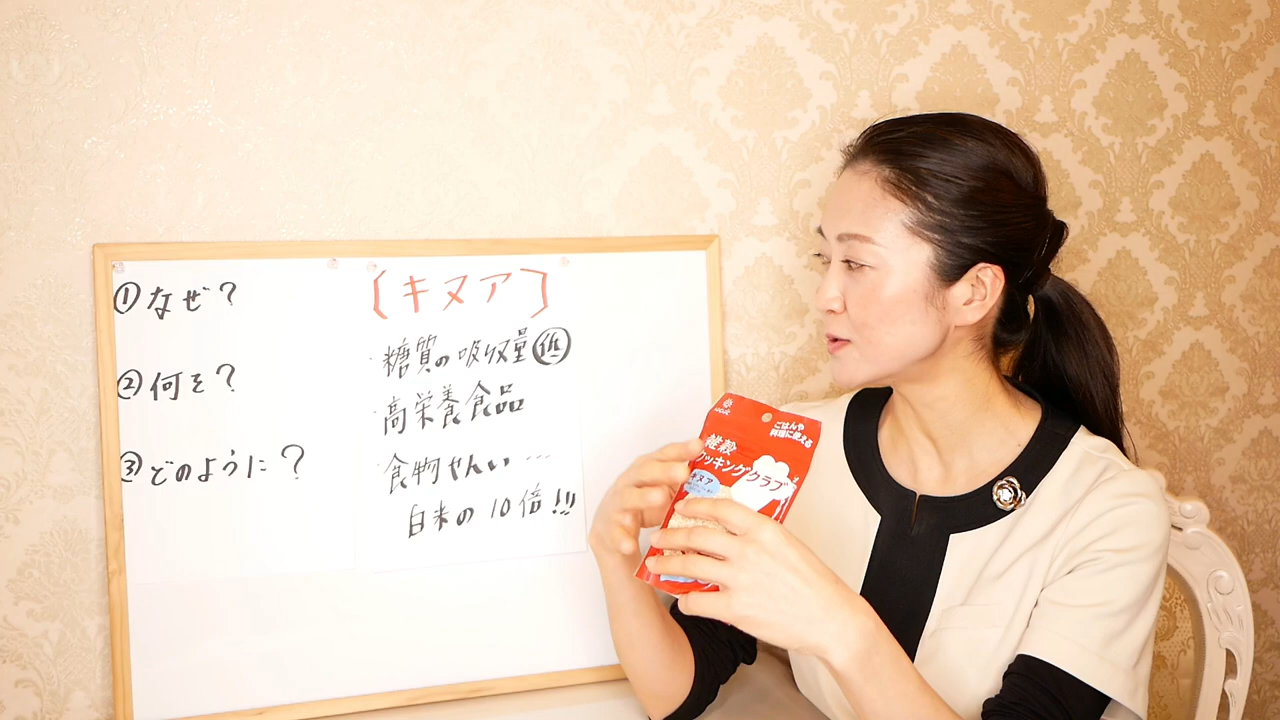 ①なぜ?
②何を?
③どのように?
[キヌア]
・糖質の吸収量㊀低
・高栄養食品
・食物せんい…
白米の10倍!!!
ごはんや
料理に使える
雑穀
クッキングクラブ
キヌア